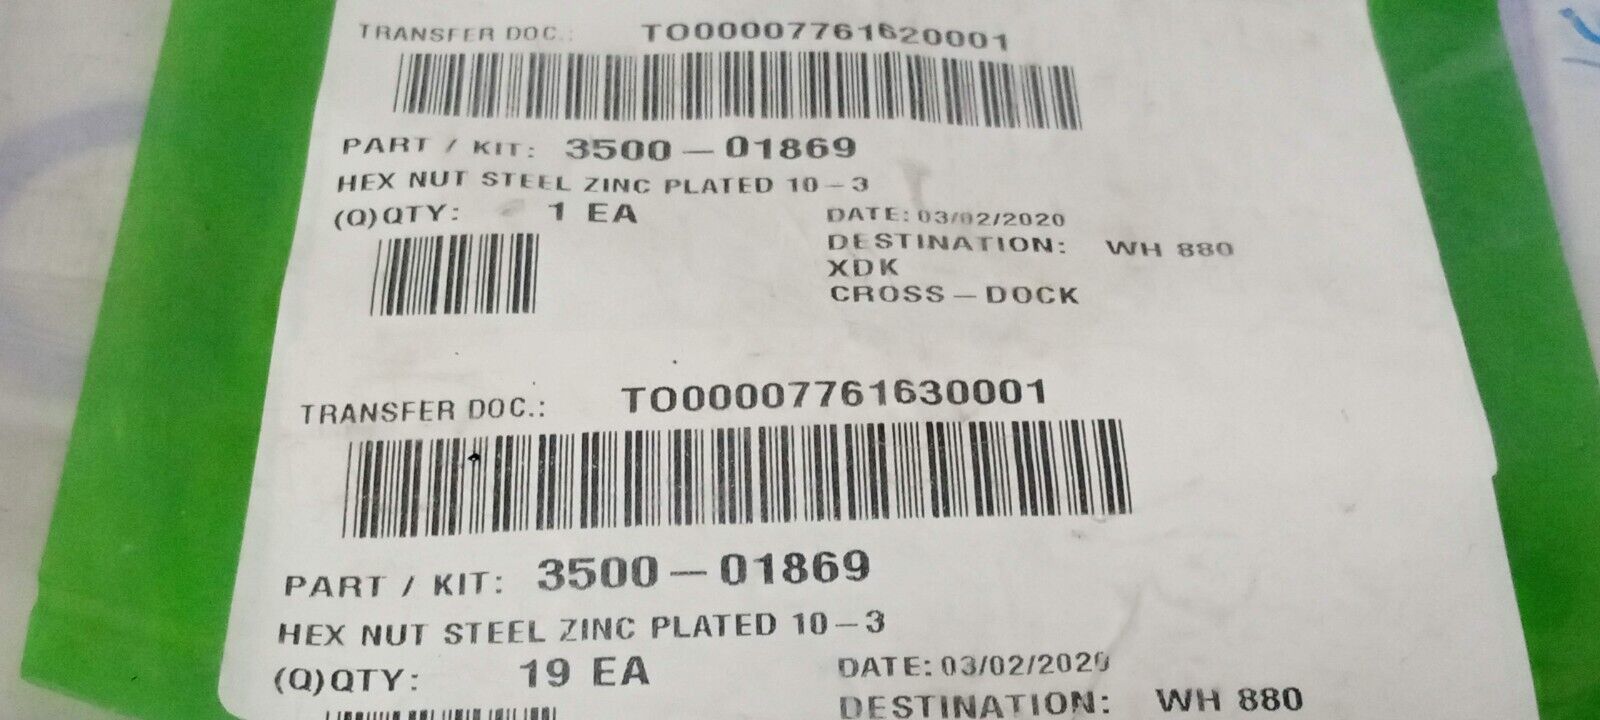 TRANSFER DOC.: TO00007761620001
PART / KIT: 3500-01869
HEX NUT STEEL ZINC PLATED 10-3
(Q)QTY: 1 EA
DATE: 03/02/2020
DESTINATION: WH 880
XDK
CROSS-DOCK
TRANSFER DOC.: TO00007761630001
PART / KIT: 3500-01869
HEX NUT STEEL ZINC PLATED 10-3
(Q)QTY: 19 EA
DATE: 03/02/2020
DESTINATION: WH 880